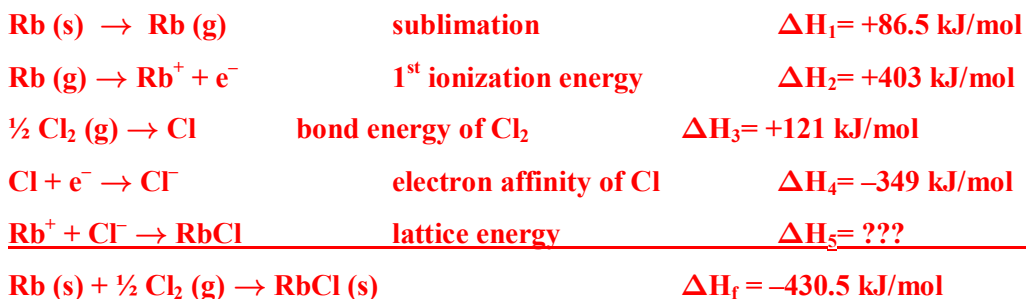 Rb (s) → Rb (g) sublimation ΔH₁= +86.5 kJ/mol
Rb (g) → Rb⁺ + e⁻ 1ˢᵗ ionization energy ΔH₂= +403 kJ/mol
½ Cl₂ (g) → Cl bond energy of Cl₂ ΔH₃= +121 kJ/mol
Cl + e⁻ → Cl⁻ electron affinity of Cl ΔH₄= –349 kJ/mol
Rb⁺ + Cl⁻ → RbCl lattice energy ΔH₅= ???
Rb (s) + ½ Cl₂ (g) → RbCl (s) ΔH_f = –430.5 kJ/mol